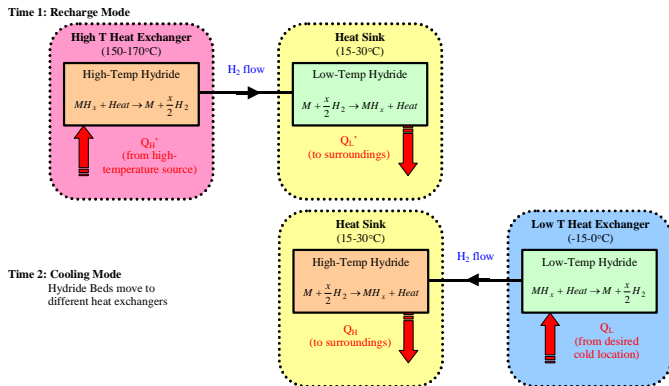 Time 1: Recharge Mode
High T Heat Exchanger
(150-170°C)
High-Temp Hydride
MHₓ + Heat → M + x/2 H₂
Q_H'
(from high-
temperature source)
H₂ flow
Heat Sink
(15-30°C)
Low-Temp Hydride
M + x/2 H₂ → MHₓ + Heat
Q_L'
(to surroundings)
Time 2: Cooling Mode
Hydride Beds move to
different heat exchangers
Heat Sink
(15-30°C)
High-Temp Hydride
M + x/2 H₂ → MHₓ + Heat
Q_H
(to surroundings)
H₂ flow
Low T Heat Exchanger
(-15-0°C)
Low-Temp Hydride
MHₓ + Heat → M + x/2 H₂
Q_L
(from desired
cold location)